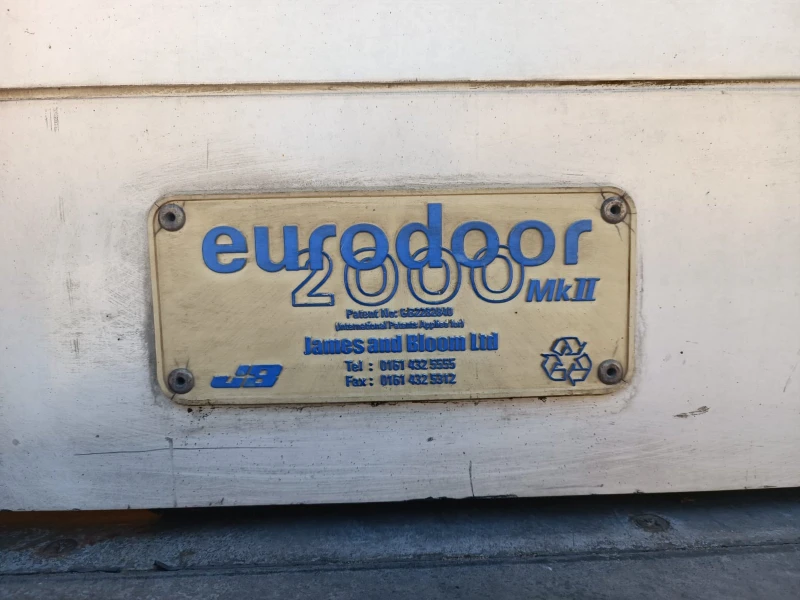 eurodoor
2000 MkII
Patent No: GB2262840
(International Patents Applied for)
James and Bloom Ltd
Tel : 0161 432 5555
Fax : 0161 432 5312
JB